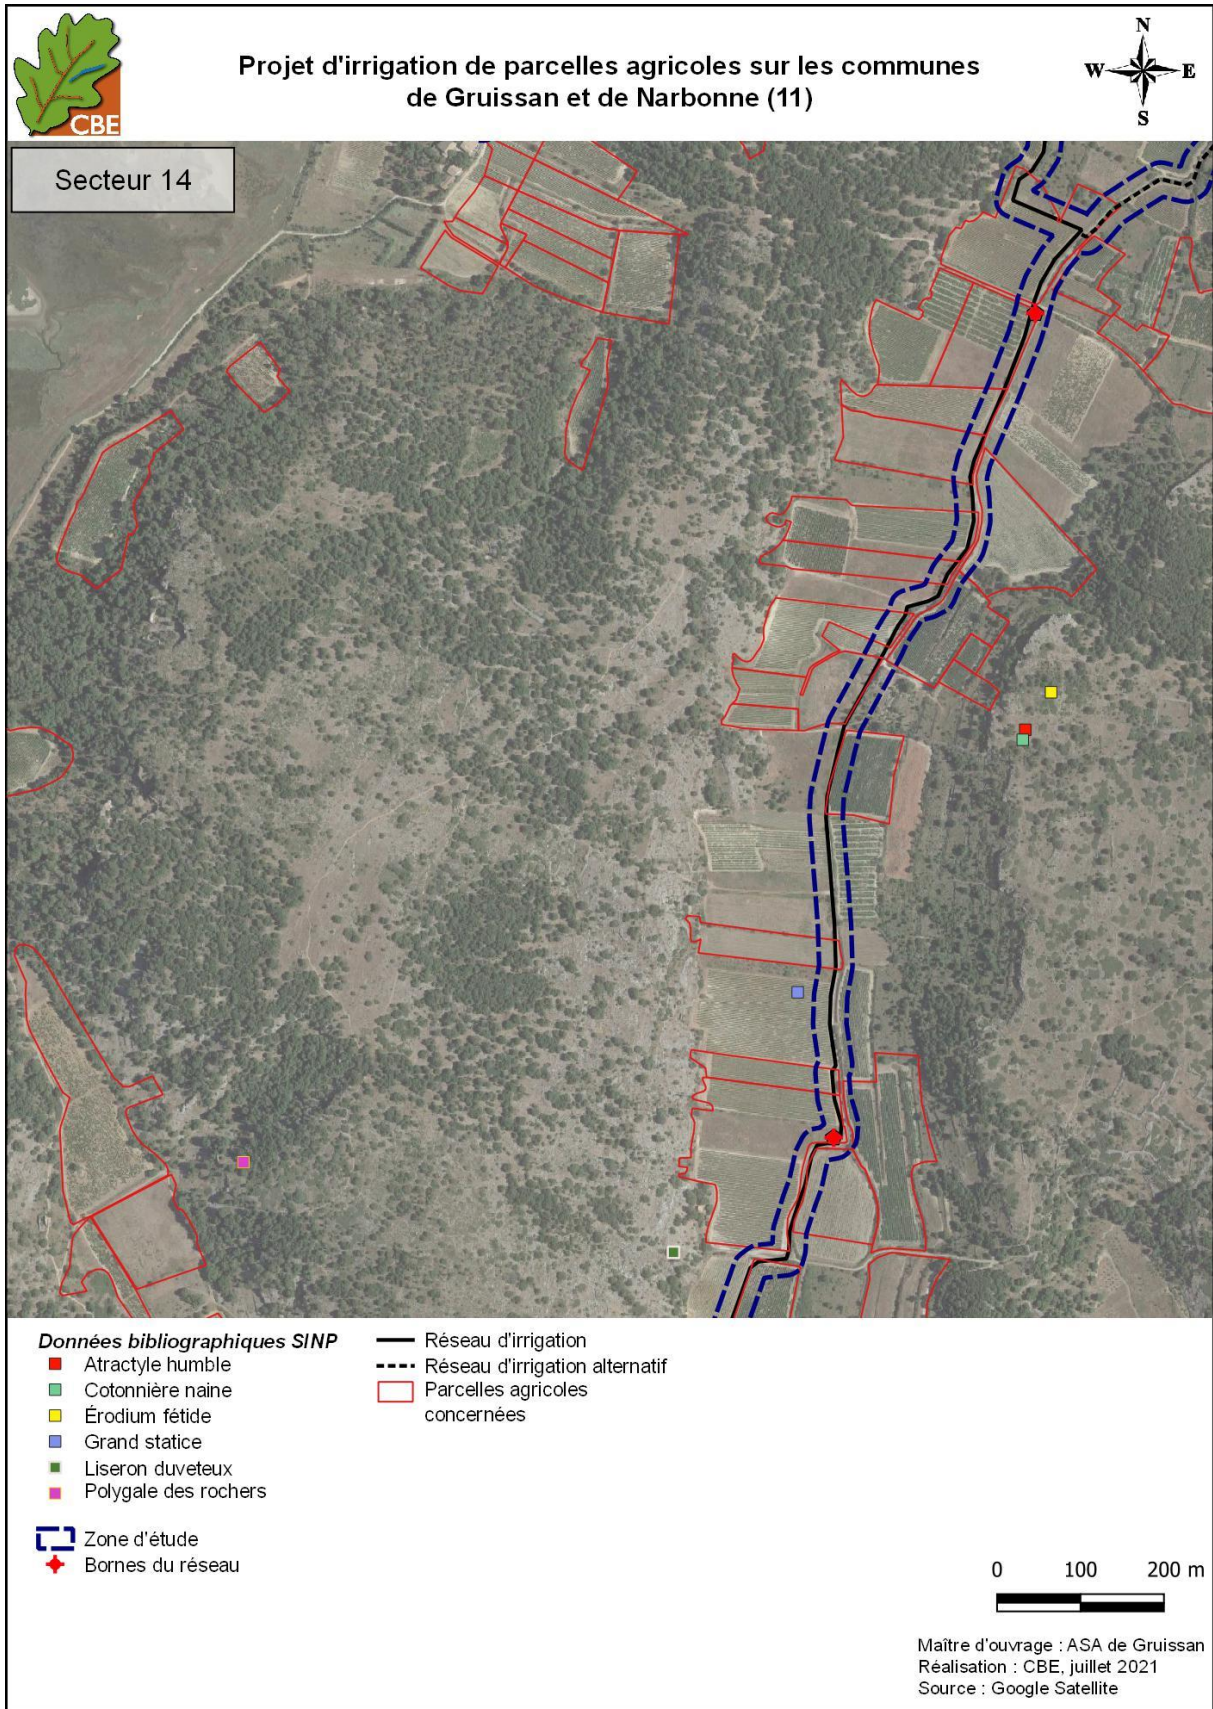 CBE
Projet d'irrigation de parcelles agricoles sur les communes
de Gruissan et de Narbonne (11)
N
W
E
S
Secteur 14
Données bibliographiques SINP
Atractyle humble
Cotonnière naine
Érodium fétide
Grand statice
Liseron duveteux
Polygale des rochers
Zone d'étude
Bornes du réseau
Réseau d'irrigation
Réseau d'irrigation alternatif
Parcelles agricoles
concernées
0 100 200 m
Maître d'ouvrage : ASA de Gruissan
Réalisation : CBE, juillet 2021
Source : Google Satellite